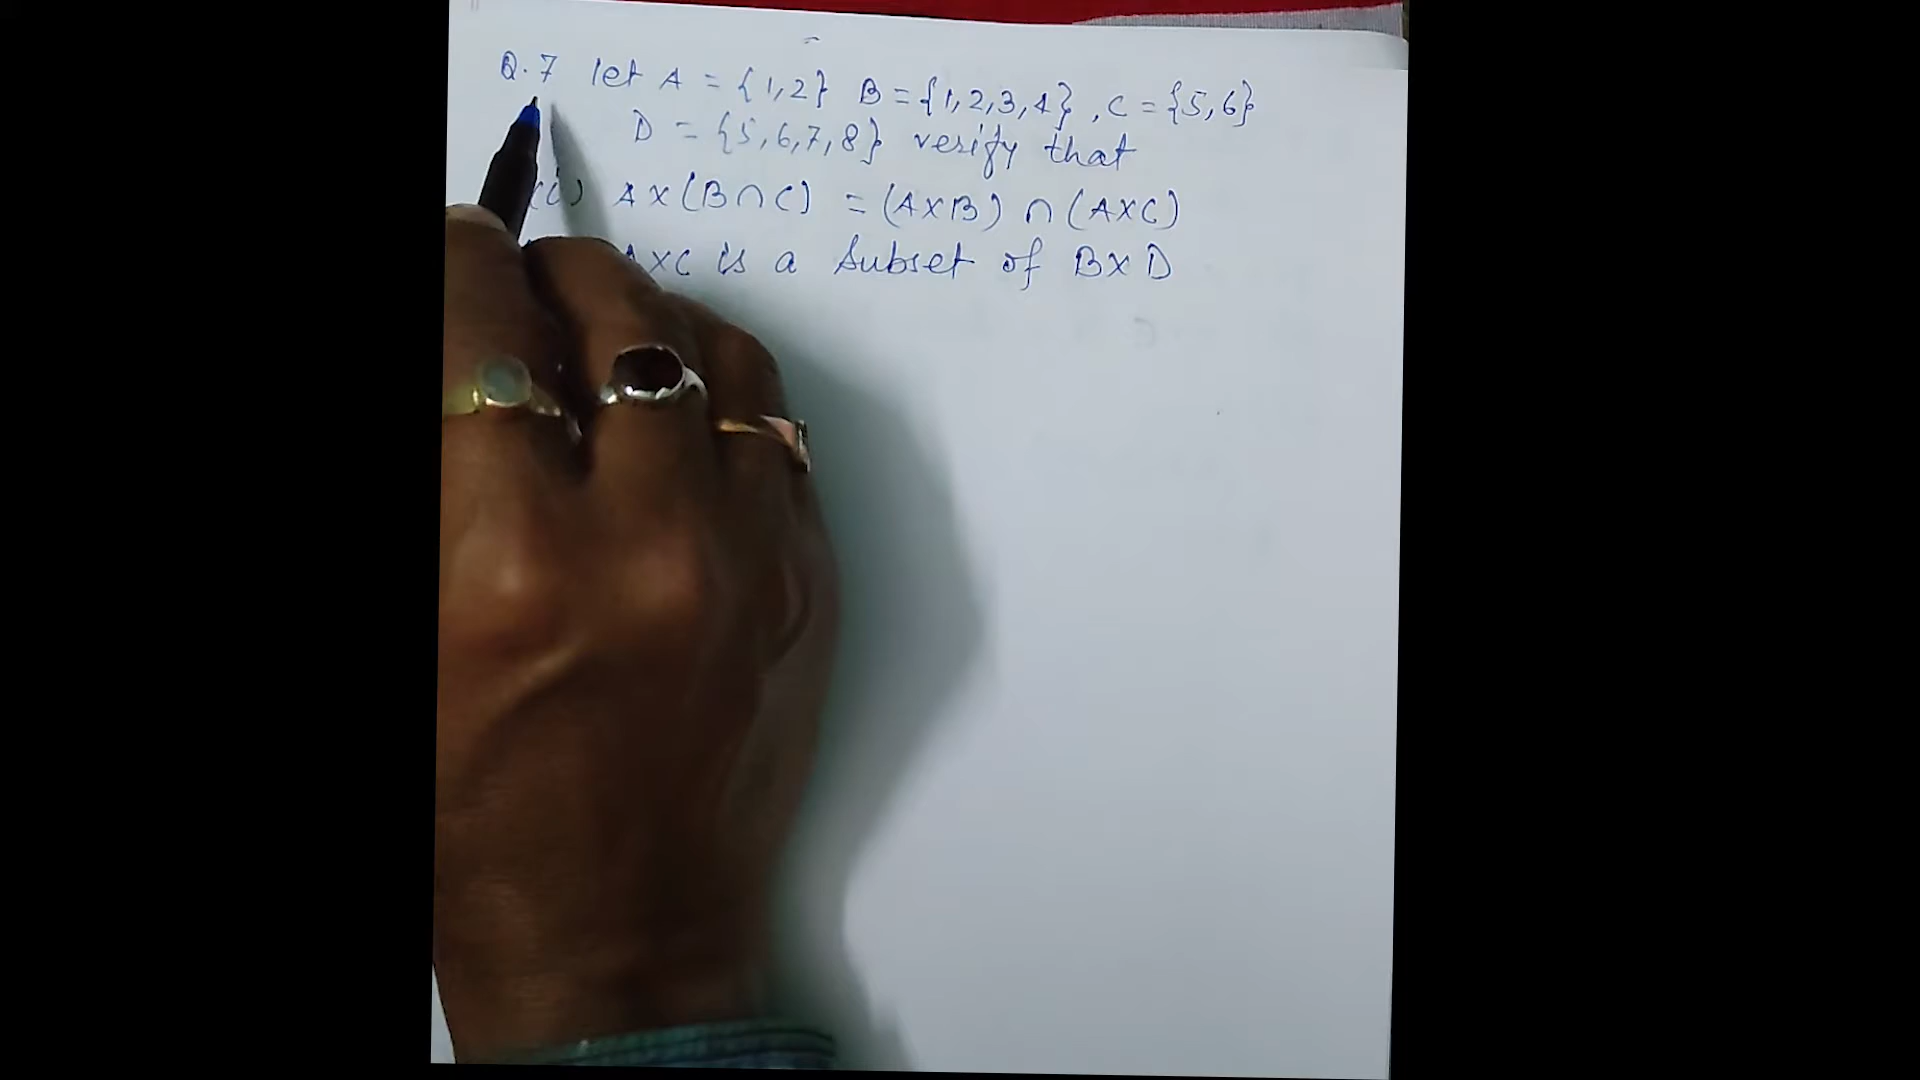 Q.7 let A = {1,2} B = {1,2,3,4}, C = {5,6}
D = {5,6,7,8} verify that
(i) A×(B∩C) = (A×B) ∩ (A×C)
A×C is a subset of B×D